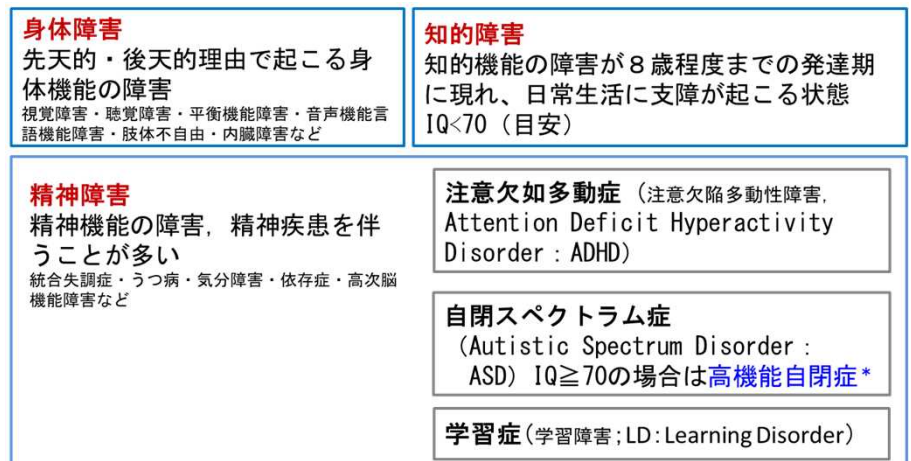 身体障害
先天的・後天的理由で起こる身
体機能の障害
視覚障害・聴覚障害・平衡機能障害・音声機能言
語機能障害・肢体不自由・内臓障害など
知的障害
知的機能の障害が８歳程度までの発達期
に現れ、日常生活に支障が起こる状態
IQ<70（目安）
精神障害
精神機能の障害，精神疾患を伴
うことが多い
統合失調症・うつ病・気分障害・依存症・高次脳
機能障害など
注意欠如多動症（注意欠陥多動性障害，
Attention Deficit Hyperactivity
Disorder：ADHD）
自閉スペクトラム症
（Autistic Spectrum Disorder：
ASD）IQ≧70の場合は高機能自閉症*
学習症（学習障害；LD：Learning Disorder）